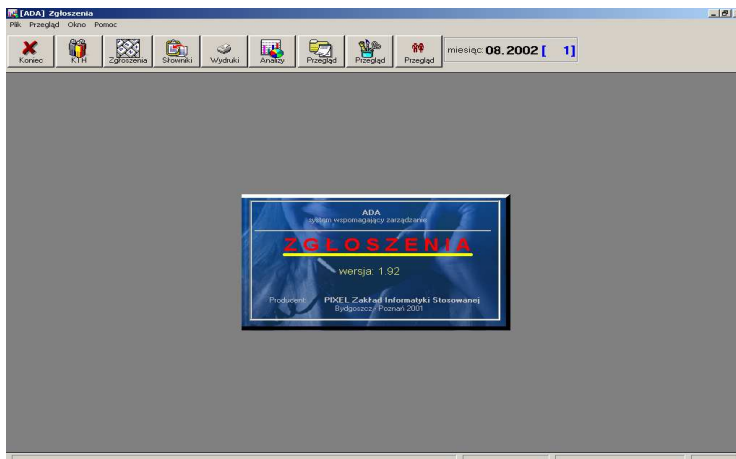 [ADA] Zgłoszenia
Plik Przegląd Okno Pomoc
Koniec KTH Zgłoszenia Słowniki Wydruki Analizy Przegląd Przegląd Przegląd miesiąc: 08.2002 [ 1]
ADA
system wspomagający zarządzanie
ZGŁOSZENIA
wersja: 1.92
Producent: PIXEL Zakład Informatyki Stosowanej
Bydgoszcz - Poznań 2001